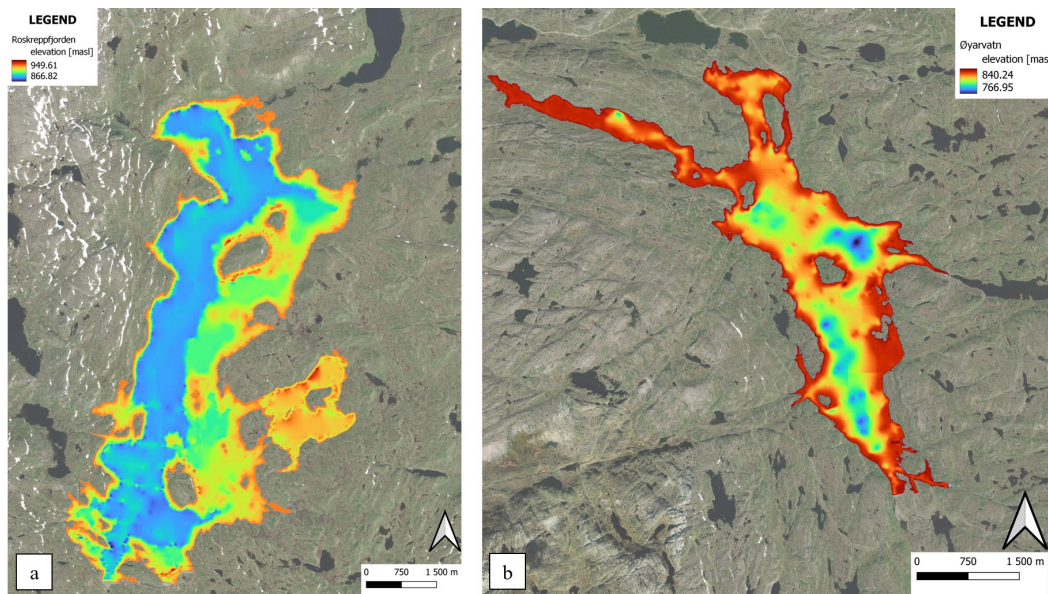 LEGEND
Roskreppfjorden
elevation [masl]
949.61
866.82
a
0 750 1 500 m
LEGEND
Øyarvatn
elevation [mas
840.24
766.95
b
0 750 1 500 m